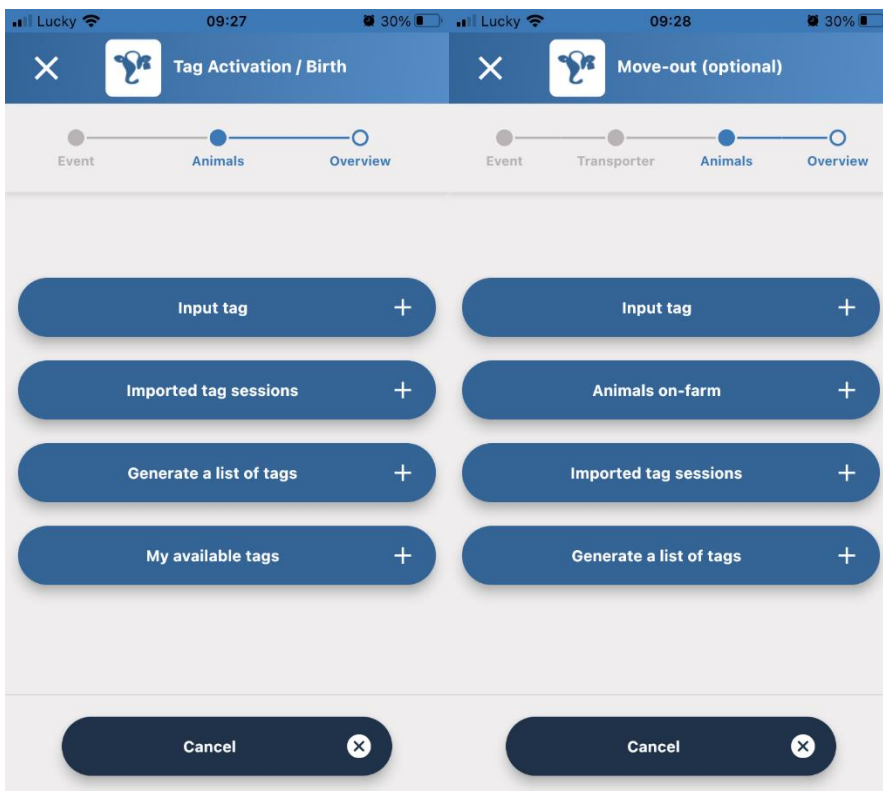 Lucky 09:27 30%
Tag Activation / Birth
Event Animals Overview
Input tag
Imported tag sessions
Generate a list of tags
My available tags
Cancel
Lucky 09:28 30%
Move-out (optional)
Event Transporter Animals Overview
Input tag
Animals on-farm
Imported tag sessions
Generate a list of tags
Cancel